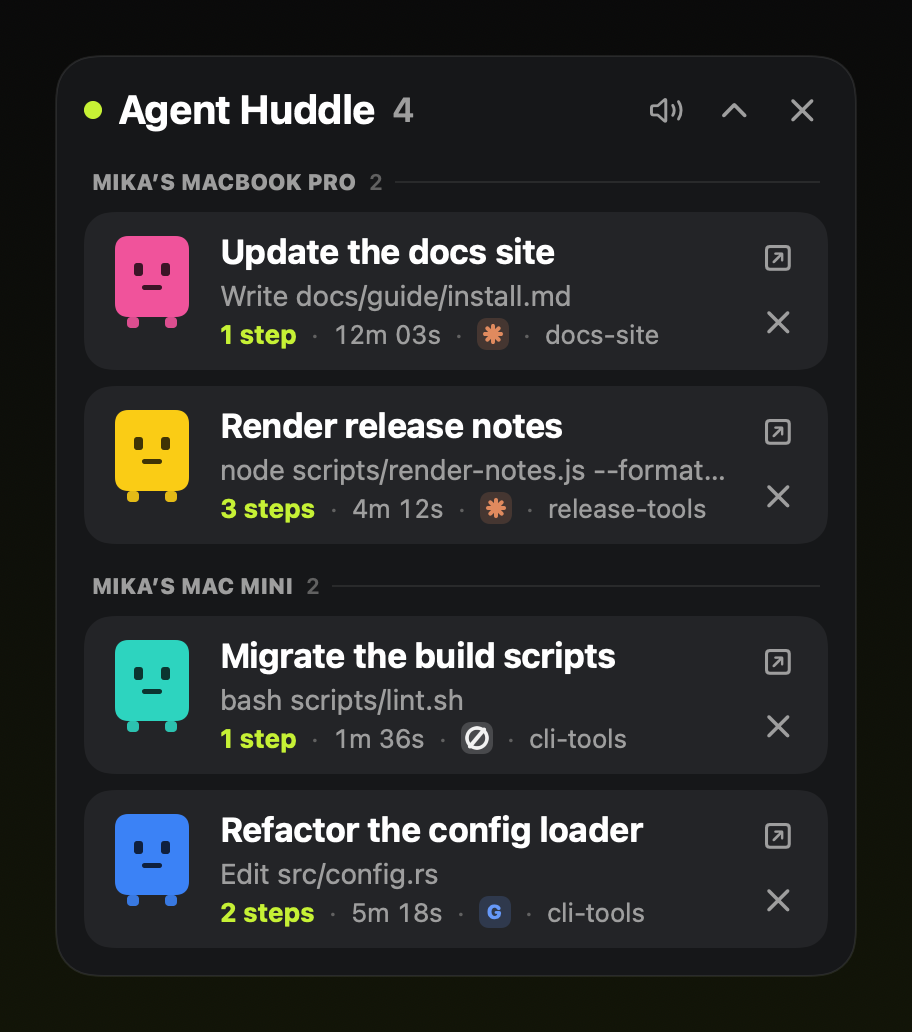 Agent Huddle 4
MIKA’S MACBOOK PRO 2
Update the docs site
Write docs/guide/install.md
1 step · 12m 03s · · docs-site
Render release notes
node scripts/render-notes.js --format…
3 steps · 4m 12s · · release-tools
MIKA’S MAC MINI 2
Migrate the build scripts
bash scripts/lint.sh
1 step · 1m 36s · · cli-tools
Refactor the config loader
Edit src/config.rs
2 steps · 5m 18s · G · cli-tools